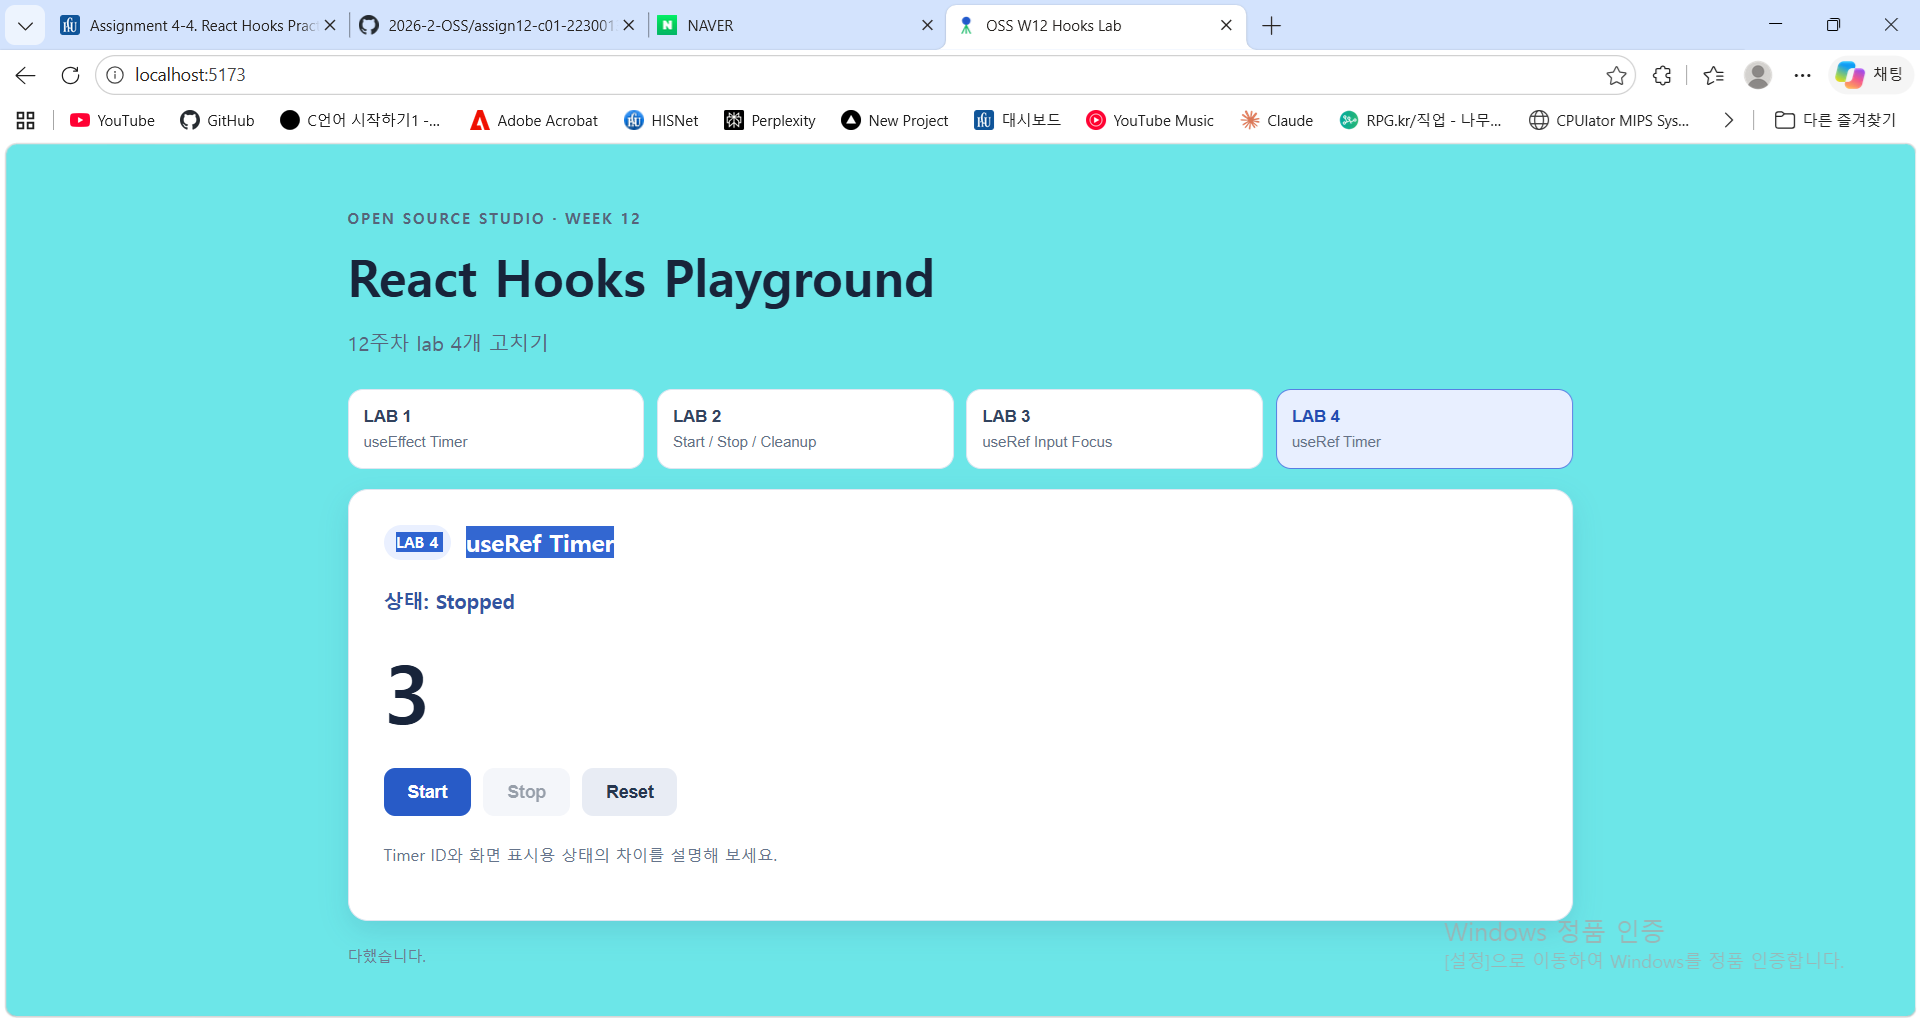 Assignment 4-4. React Hooks Prac
2026-2-OSS/assign12-c01-223001
NAVER
OSS W12 Hooks Lab
localhost:5173
채팅
YouTube
GitHub
C언어 시작하기1 -...
Adobe Acrobat
HISNet
Perplexity
New Project
대시보드
YouTube Music
Claude
RPG.kr/직업 - 나무...
CPUlator MIPS Sys...
다른 즐겨찾기
OPEN SOURCE STUDIO · WEEK 12
React Hooks Playground
12주차 lab 4개 고치기
LAB 1
useEffect Timer
LAB 2
Start / Stop / Cleanup
LAB 3
useRef Input Focus
LAB 4
useRef Timer
LAB 4
useRef Timer
상태: Stopped
3
Start
Stop
Reset
Timer ID와 화면 표시용 상태의 차이를 설명해 보세요.
다했습니다.
Windows 정품 인증
[설정]으로 이동하여 Windows를 정품 인증합니다.